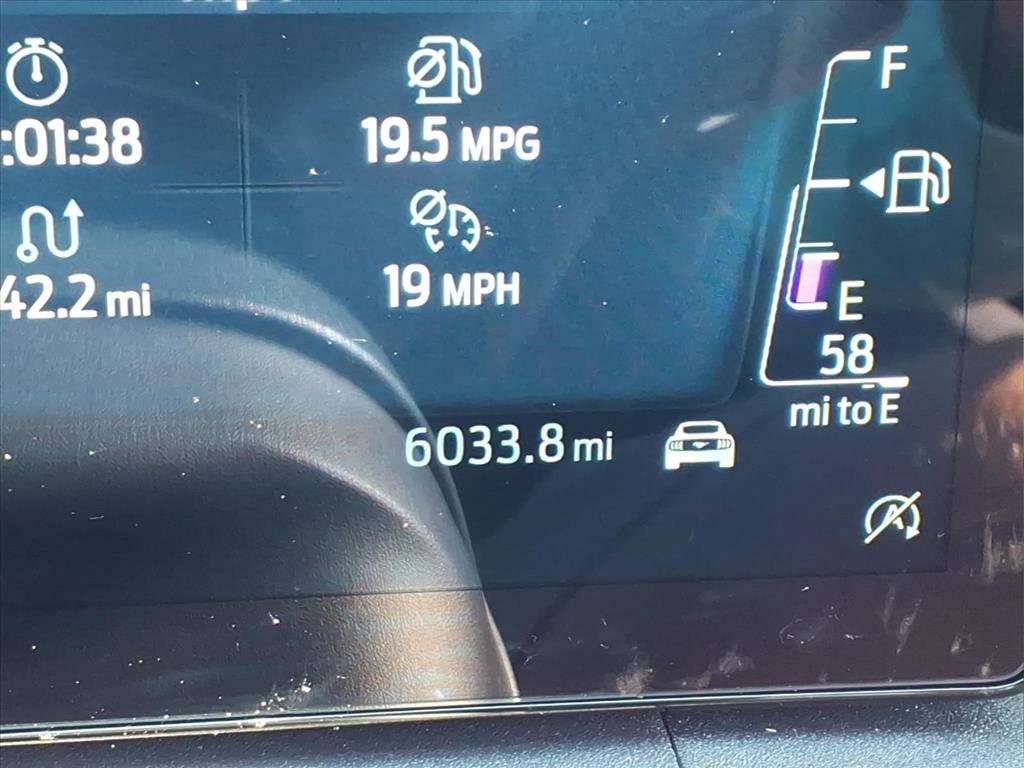 :01:38
19.5 MPG
42.2 mi
19 MPH
F
E
58
mi to E
6033.8 mi
A